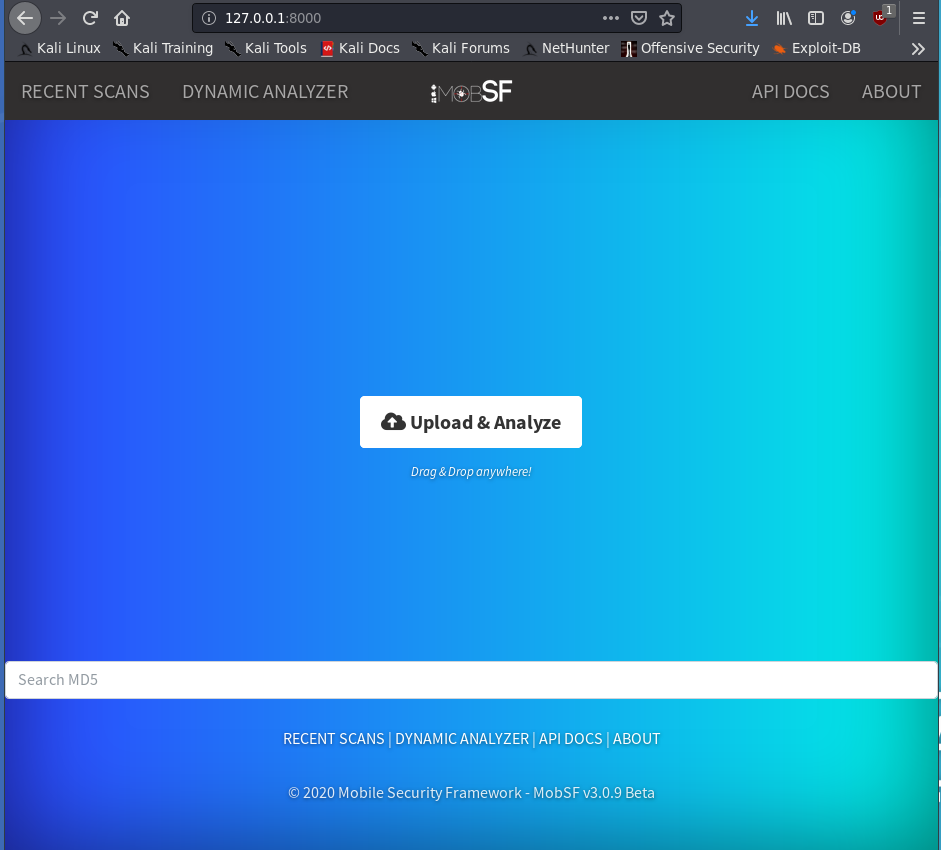 127.0.0.1:8000
1
Kali Linux Kali Training Kali Tools Kali Docs Kali Forums NetHunter Offensive Security Exploit-DB
RECENT SCANS DYNAMIC ANALYZER MOBSF API DOCS ABOUT
Upload & Analyze
Drag & Drop anywhere!
Search MD5
RECENT SCANS | DYNAMIC ANALYZER | API DOCS | ABOUT
© 2020 Mobile Security Framework - MobSF v3.0.9 Beta